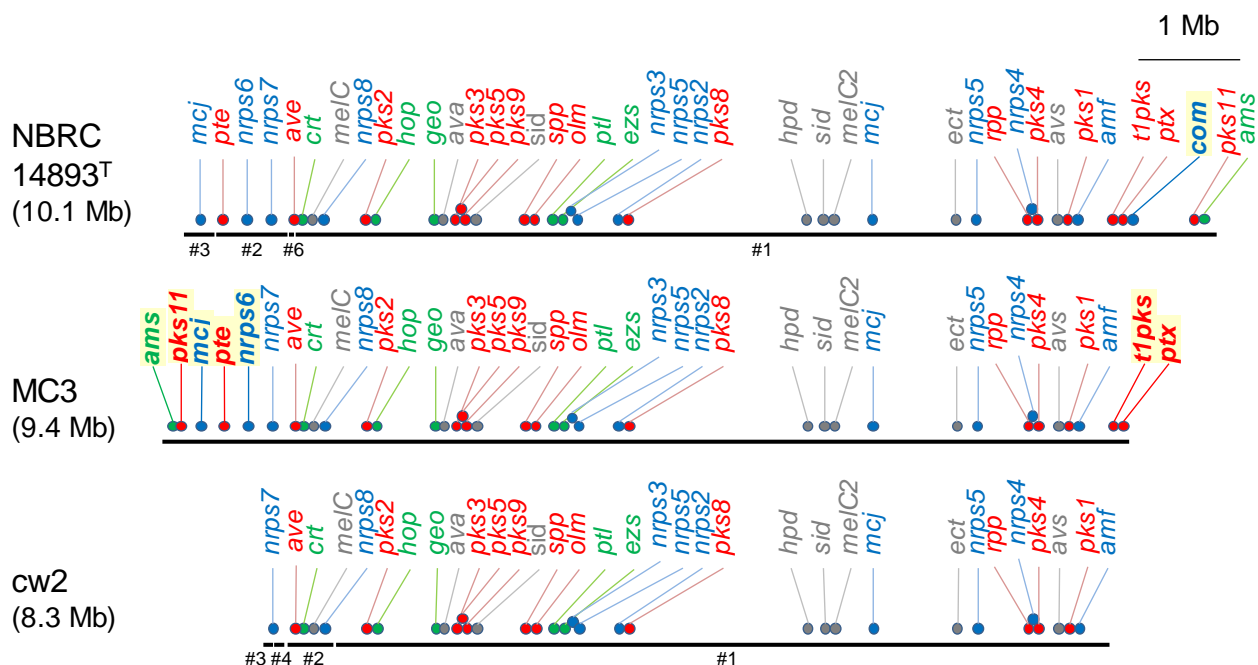 1 Mb
NBRC
14893T
(10.1 Mb)
mcj pte nrps6 nrps7 ave crt melC nrps8 pks2 hop geo ava pks3 pks5 pks9 sid spp olm ptl ezs nrps3 nrps5 nrps2 pks8 hpd sid melC2 mcj ect nrps5 rpp nrps4 pks4 avs pks1 amf t1pks ptx com pks11 ams
#3 #2 #6 #1
MC3
(9.4 Mb)
ams pks11 mcj pte nrps6 nrps7 ave crt melC nrps8 pks2 hop geo ava pks3 pks5 pks9 sid spp olm ptl ezs nrps3 nrps5 nrps2 pks8 hpd sid melC2 mcj ect nrps5 rpp nrps4 pks4 avs pks1 amf t1pks ptx
cw2
(8.3 Mb)
nrps7 ave crt melC nrps8 pks2 hop geo ava pks3 pks5 pks9 sid spp olm ptl ezs nrps3 nrps5 nrps2 pks8 hpd sid melC2 mcj ect nrps5 rpp nrps4 pks4 avs pks1 amf
#3 #4 #2 #1